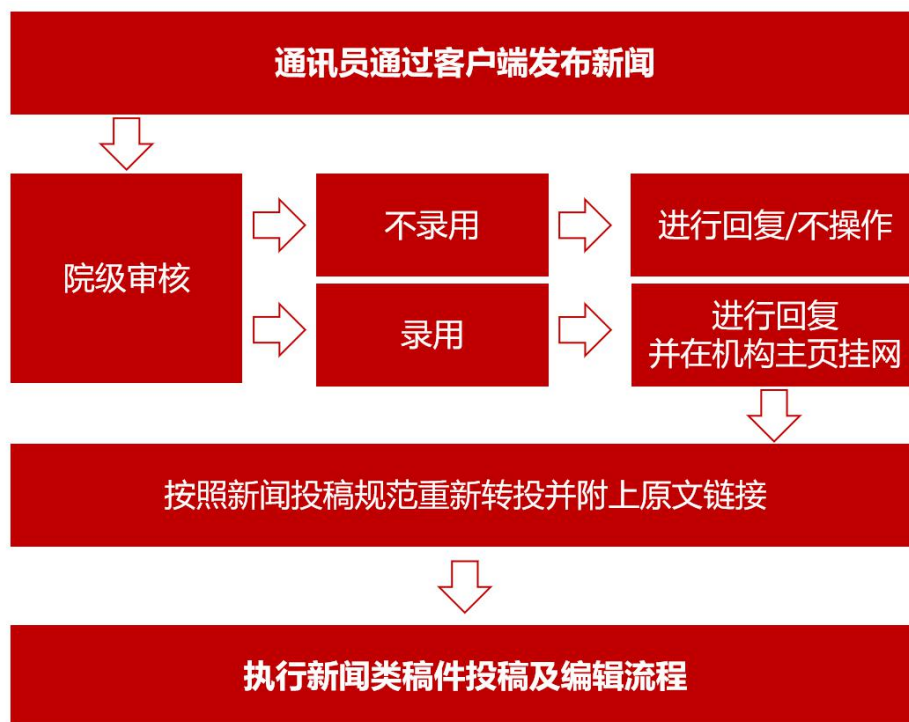 通讯员通过客户端发布新闻
院级审核
不录用
进行回复/不操作
录用
进行回复
并在机构主页挂网
按照新闻投稿规范重新转投并附上原文链接
执行新闻类稿件投稿及编辑流程